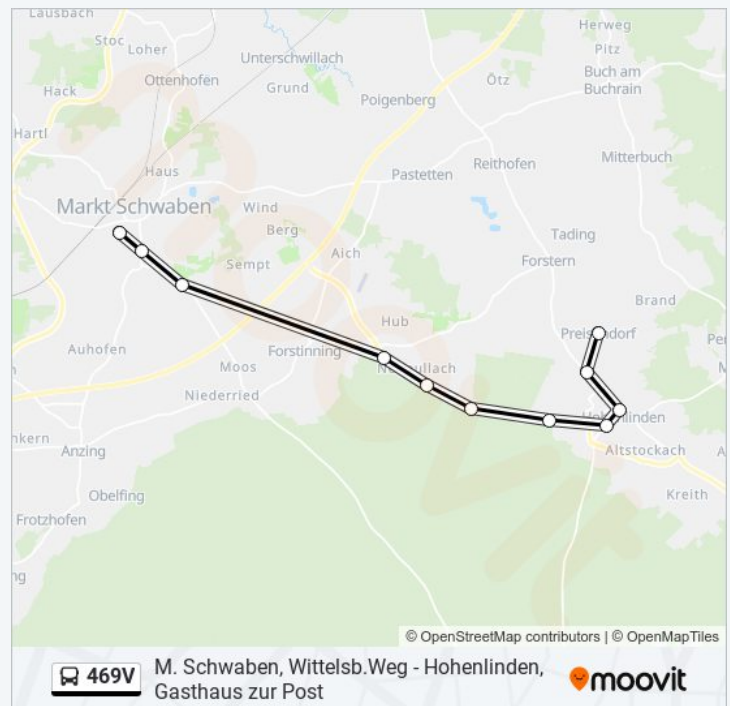 Lausbach
Herweg
Stoc
Loher
Pitz
Unterschwillach
Ottenhofen
Ötz
Buch am
Buchrain
Hack
Grund
Poigenberg
Hartl
Reithofen
Mitterbuch
Haus
Pastetten
Markt Schwaben
Wind
Berg
Tading
Sempt
Aich
Forstern
Brand
Hub
Auhofen
Forstinning
Moos
Niederried
Altstockach
Anzing
Obelfing
Kreith
Frotzhofen
moovit
© OpenStreetMap contributors | © OpenMapTiles
469V
M. Schwaben, Wittelsb.Weg - Hohenlinden,
Gasthaus zur Post
moovit